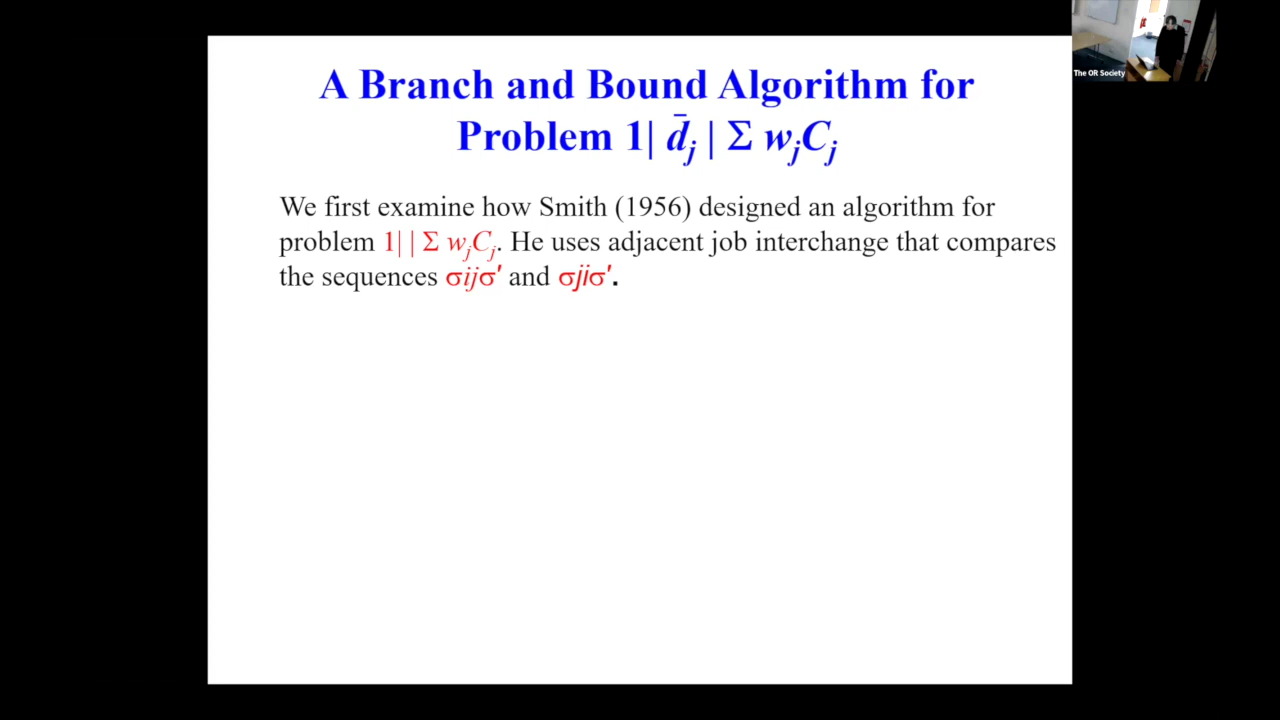 A Branch and Bound Algorithm for
Problem 1| d̄ⱼ | Σ wⱼCⱼ
The OR Society
We first examine how Smith (1956) designed an algorithm for
problem 1| | Σ wⱼCⱼ. He uses adjacent job interchange that compares
the sequences σijσ′ and σjiσ′.